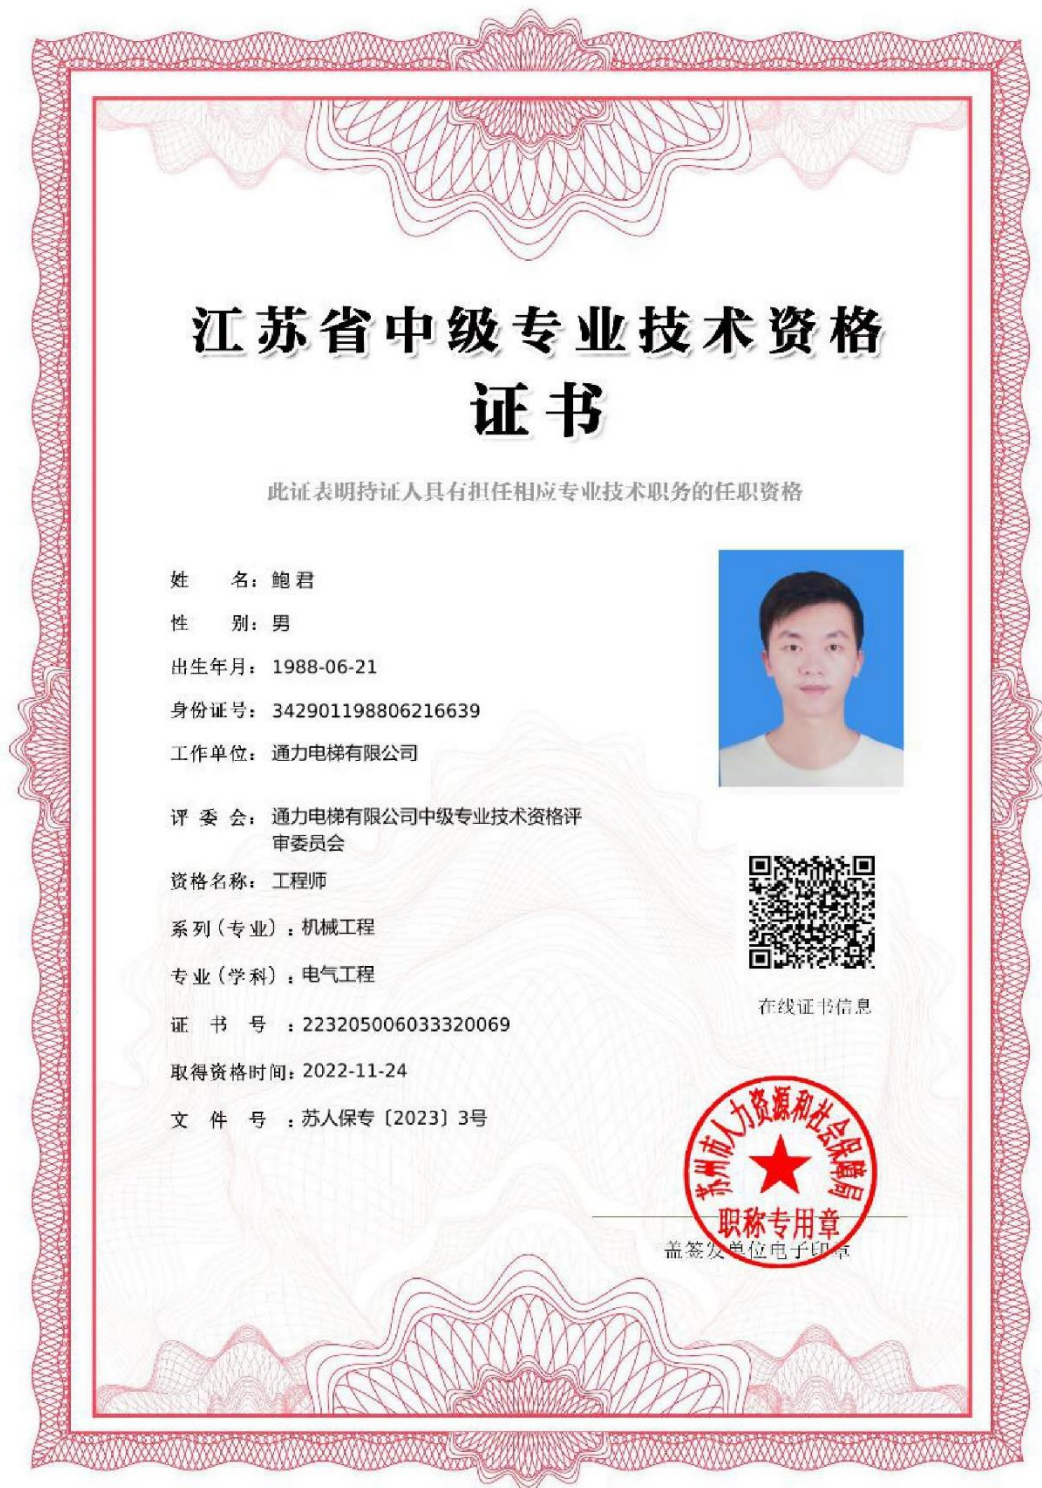 江苏省中级专业技术资格
证书
此证表明持证人具有担任相应专业技术职务的任职资格
姓 名：鲍君
性 别：男
出生年月：1988-06-21
身份证号：342901198806216639
工作单位：通力电梯有限公司
评 委 会：通力电梯有限公司中级专业技术资格评
审委员会
资格名称：工程师
系列（专业）：机械工程
专业（学科）：电气工程
证 书 号：223205006033320069
取得资格时间：2022-11-24
文 件 号：苏人保专〔2023〕3号
在线证书信息
苏州市人力资源和社会保障局
职称专用章
盖签发单位电子印章